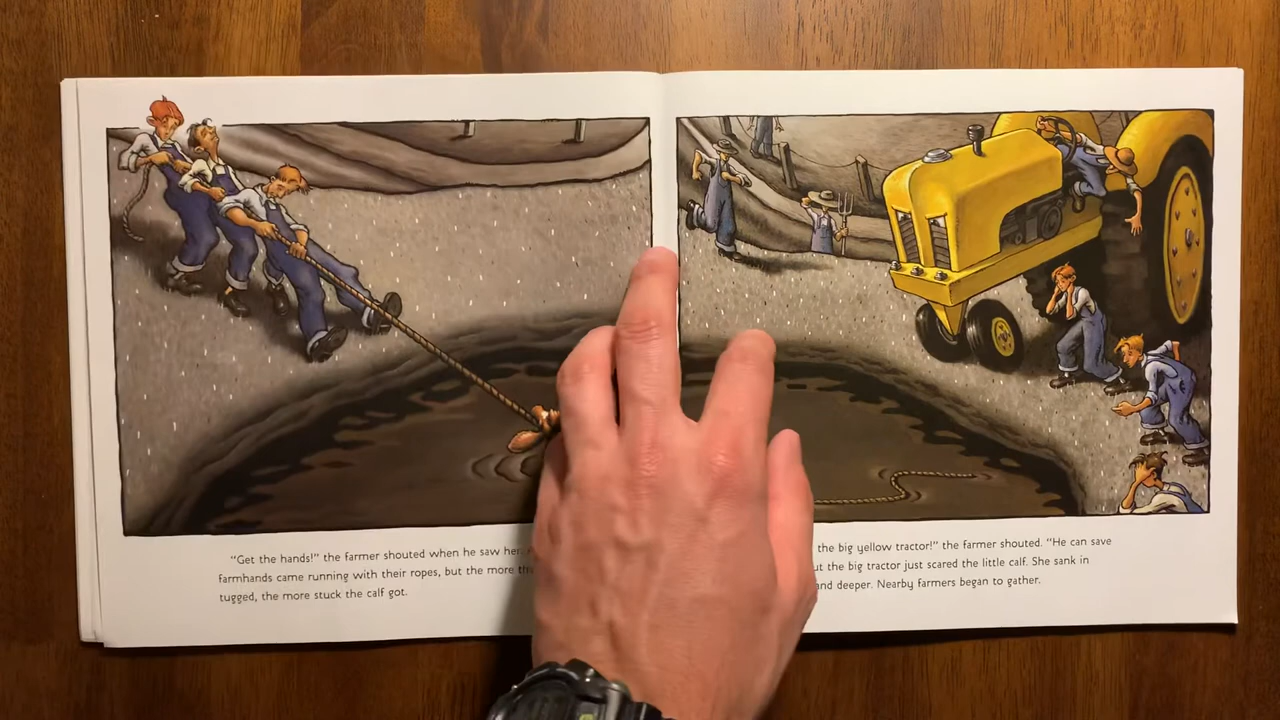 "Get the hands!" the farmer shouted when he saw her.
farmhands came running with their ropes, but the more
tugged, the more stuck the calf got.
the big yellow tractor!" the farmer shouted. "He can save
the big tractor just scared the little calf. She sank in
and deeper. Nearby farmers began to gather.